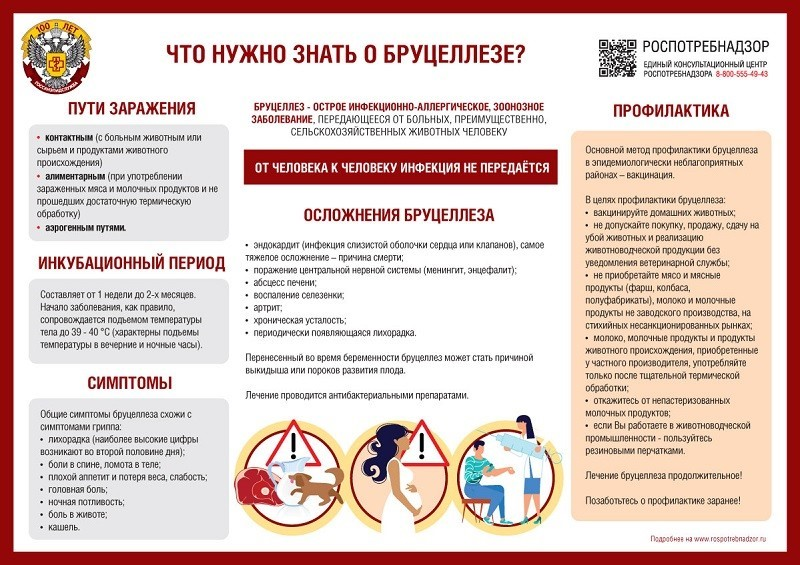 100 ЛЕТ
ГОССАНЭПИДСЛУЖБА
ЧТО НУЖНО ЗНАТЬ О БРУЦЕЛЛЕЗЕ?
РОСПОТРЕБНАДЗОР
ЕДИНЫЙ КОНСУЛЬТАЦИОННЫЙ ЦЕНТР
РОСПОТРЕБНАДЗОРА 8-800-555-49-43
ПУТИ ЗАРАЖЕНИЯ
• контактным (с больным животным или
сырьем и продуктами животного
происхождения)
• алиментарным (при употреблении
зараженных мяса и молочных продуктов и не
прошедших достаточную термическую
обработку)
• аэрогенным путями.
ИНКУБАЦИОННЫЙ ПЕРИОД
Составляет от 1 недели до 2-х месяцев.
Начало заболевания, как правило,
сопровождается подъемом температуры
тела до 39 - 40 °С (характерны подъемы
температуры в вечерние и ночные часы).
СИМПТОМЫ
Общие симптомы бруцеллеза схожи с
симптомами гриппа:
• лихорадка (наиболее высокие цифры
возникают во второй половине дня);
• боли в спине, ломота в теле;
• плохой аппетит и потеря веса, слабость;
• головная боль;
• ночная потливость;
• боль в животе;
• кашель.
БРУЦЕЛЛЕЗ - ОСТРОЕ ИНФЕКЦИОННО-АЛЛЕРГИЧЕСКОЕ, ЗООНОЗНОЕ
ЗАБОЛЕВАНИЕ, ПЕРЕДАЮЩЕЕСЯ ОТ БОЛЬНЫХ, ПРЕИМУЩЕСТВЕННО,
СЕЛЬСКОХОЗЯЙСТВЕННЫХ ЖИВОТНЫХ ЧЕЛОВЕКУ
ОТ ЧЕЛОВЕКА К ЧЕЛОВЕКУ ИНФЕКЦИЯ НЕ ПЕРЕДАЁТСЯ
ОСЛОЖНЕНИЯ БРУЦЕЛЛЕЗА
• эндокардит (инфекция слизистой оболочки сердца или клапанов), самое
тяжелое осложнение – причина смерти;
• поражение центральной нервной системы (менингит, энцефалит);
• абсцесс печени;
• воспаление селезенки;
• артрит;
• хроническая усталость;
• периодически появляющаяся лихорадка.
Перенесенный во время беременности бруцеллез может стать причиной
выкидыша или пороков развития плода.
Лечение проводится антибактериальными препаратами.
ПРОФИЛАКТИКА
Основной метод профилактики бруцеллеза
в эпидемиологически неблагоприятных
районах – вакцинация.
В целях профилактики бруцеллеза:
• вакцинируйте домашних животных;
• не допускайте покупку, продажу, сдачу на
убой животных и реализацию
животноводческой продукции без
уведомления ветеринарной службы;
• не приобретайте мясо и мясные
продукты (фарш, колбаса,
полуфабрикаты), молоко и молочные
продукты не заводского производства, на
стихийных несанкционированных рынках;
• молоко, молочные продукты и продукты
животного происхождения, приобретенные
у частного производителя, употребляйте
только после тщательной термической
обработки;
• откажитесь от непастеризованных
молочных продуктов;
• если Вы работаете в животноводческой
промышленности - пользуйтесь
резиновыми перчатками.
Лечение бруцеллеза продолжительное!
Позаботьтесь о профилактике заранее!
Подробнее на www.rospotrebnadzor.ru